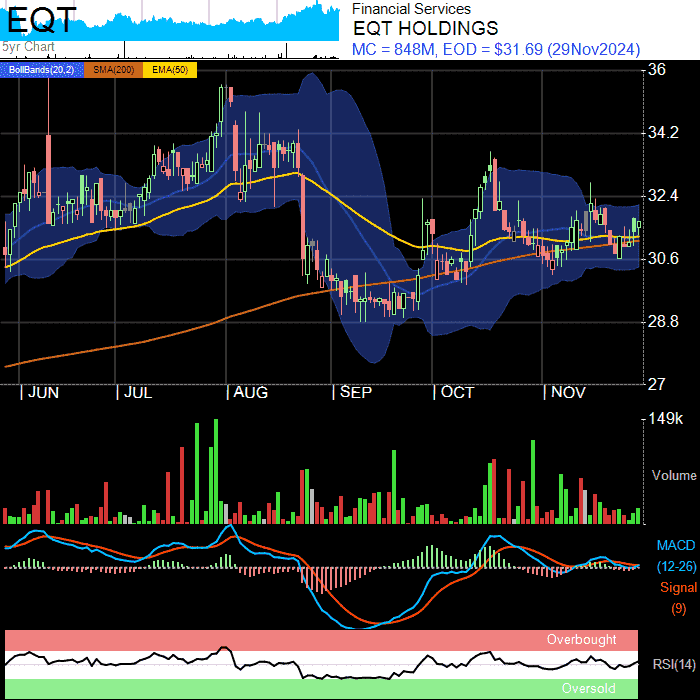 EQT
5yr Chart
Financial Services
EQT HOLDINGS
MC = 848M, EOD = $31.69 (29Nov2024)
BollBands(20,2) SMA(200) EMA(50)
36
34.2
32.4
30.6
28.8
27
| JUN | JUL | AUG | SEP | OCT | NOV
149k
Volume
MACD
(12-26)
Signal
(9)
Overbought
RSI(14)
Oversold